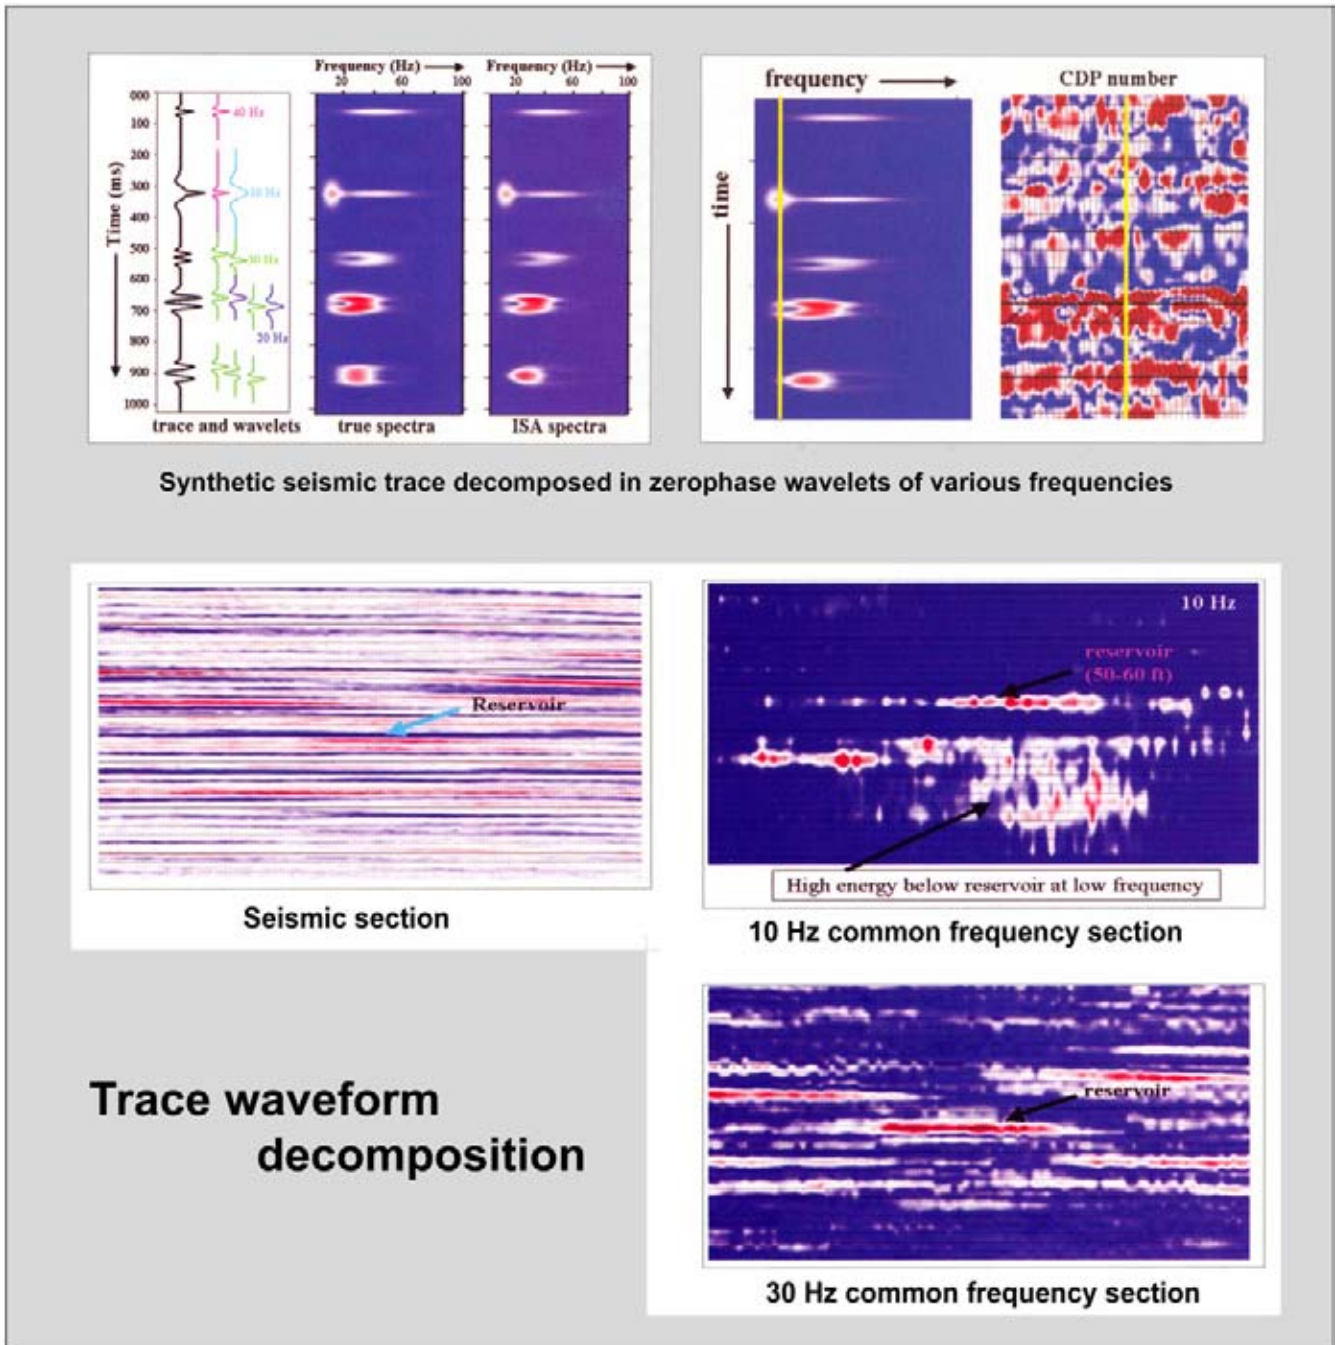 Frequency (Hz)
20 60 100
Frequency (Hz)
20 60 100
000
100
200
300
400
500
600
700
800
900
1000
Time (ms)
40 Hz
10 Hz
20 Hz
trace and wavelets
true spectra
ISA spectra
frequency
CDP number
time
Synthetic seismic trace decomposed in zerophase wavelets of various frequencies
Reservoir
Seismic section
10 Hz
reservoir
(50-60 ft)
High energy below reservoir at low frequency
10 Hz common frequency section
Trace waveform
decomposition
reservoir
30 Hz common frequency section